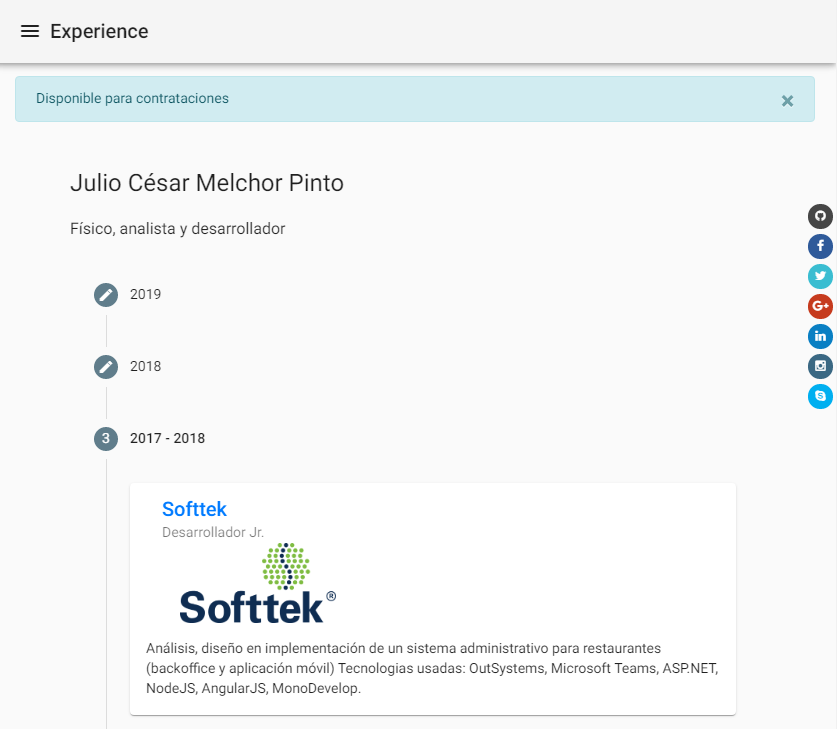 Experience
Disponible para contrataciones
×
Julio César Melchor Pinto
Físico, analista y desarrollador
2019
2018
3 2017 - 2018
Softtek
Desarrollador Jr.
Softtek®
Análisis, diseño en implementación de un sistema administrativo para restaurantes
(backoffice y aplicación móvil) Tecnologias usadas: OutSystems, Microsoft Teams, ASP.NET,
NodeJS, AngularJS, MonoDevelop.
f
G+
in
S